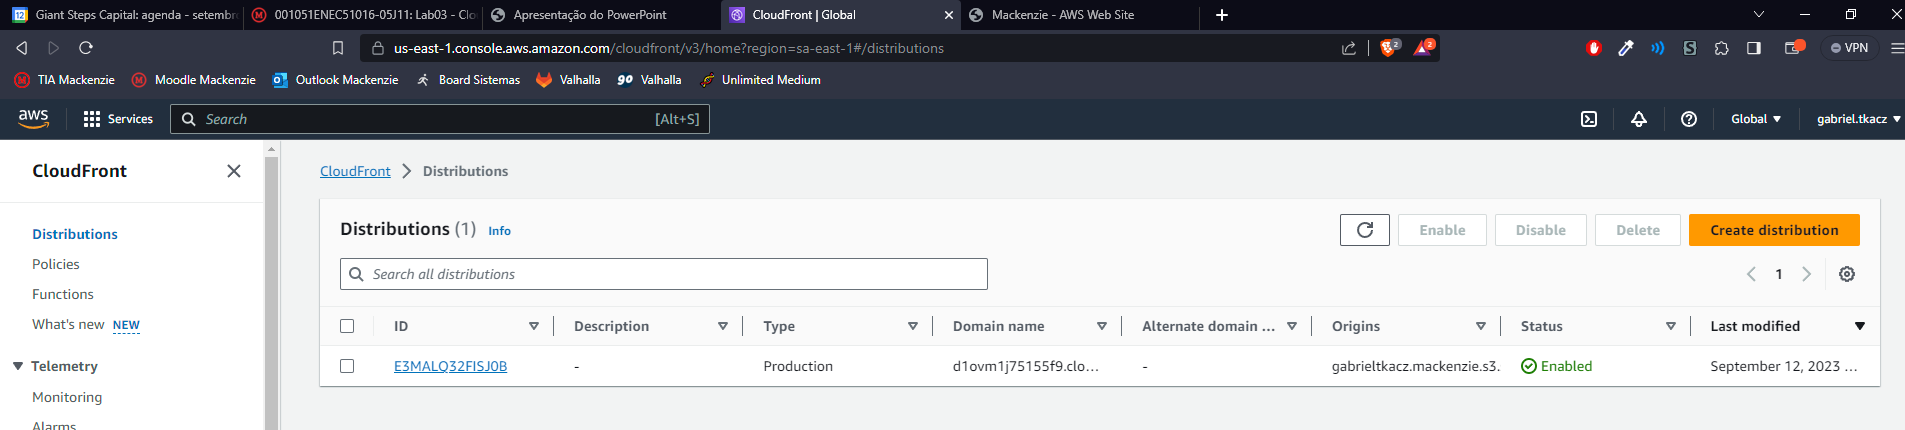 Giant Steps Capital: agenda - setembr
001051ENEC51016-05J11: Lab03 - Clo
Apresentação do PowerPoint
CloudFront | Global
Mackenzie - AWS Web Site
us-east-1.console.aws.amazon.com/cloudfront/v3/home?region=sa-east-1#/distributions
2
2
VPN
TIA Mackenzie
Moodle Mackenzie
Outlook Mackenzie
Board Sistemas
Valhalla
Valhalla
Unlimited Medium
aws
Services
Search
[Alt+S]
Global
gabriel.tkacz
CloudFront
Distributions
Policies
Functions
What's new NEW
Telemetry
Monitoring
Alarms
CloudFront > Distributions
Distributions (1) Info
Enable
Disable
Delete
Create distribution
Search all distributions
1
ID Description Type Domain name Alternate domain ... Origins Status Last modified
E3MALQ32FISJ0B - Production d1ovm1j75155f9.clo... - gabrieltkacz.mackenzie.s3. Enabled September 12, 2023 ...